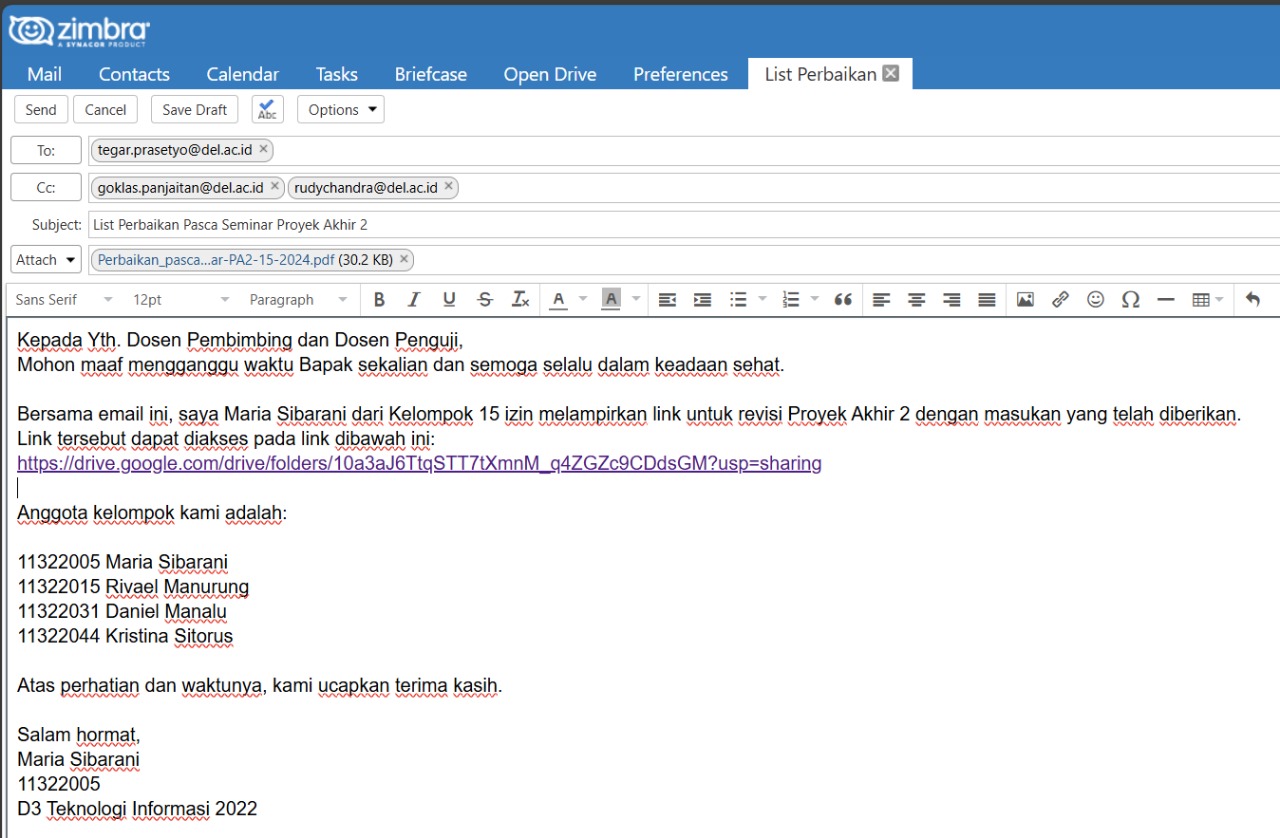 zimbra
A SYNACOR PRODUCT
Mail Contacts Calendar Tasks Briefcase Open Drive Preferences List Perbaikan
Send Cancel Save Draft Abc Options
To: tegar.prasetyo@del.ac.id
Cc: goklas.panjaitan@del.ac.id rudychandra@del.ac.id
Subject: List Perbaikan Pasca Seminar Proyek Akhir 2
Attach Perbaikan_pasca...ar-PA2-15-2024.pdf (30.2 KB)
Sans Serif 12pt Paragraph B I U S Tx A A Ω
Kepada Yth. Dosen Pembimbing dan Dosen Penguji,
Mohon maaf mengganggu waktu Bapak sekalian dan semoga selalu dalam keadaan sehat.
Bersama email ini, saya Maria Sibarani dari Kelompok 15 izin melampirkan link untuk revisi Proyek Akhir 2 dengan masukan yang telah diberikan.
Link tersebut dapat diakses pada link dibawah ini:
https://drive.google.com/drive/folders/10a3aJ6TtqSTT7tXmnM_q4ZGZc9CDdsGM?usp=sharing
Anggota kelompok kami adalah:
11322005 Maria Sibarani
11322015 Rivael Manurung
11322031 Daniel Manalu
11322044 Kristina Sitorus
Atas perhatian dan waktunya, kami ucapkan terima kasih.
Salam hormat,
Maria Sibarani
11322005
D3 Teknologi Informasi 2022